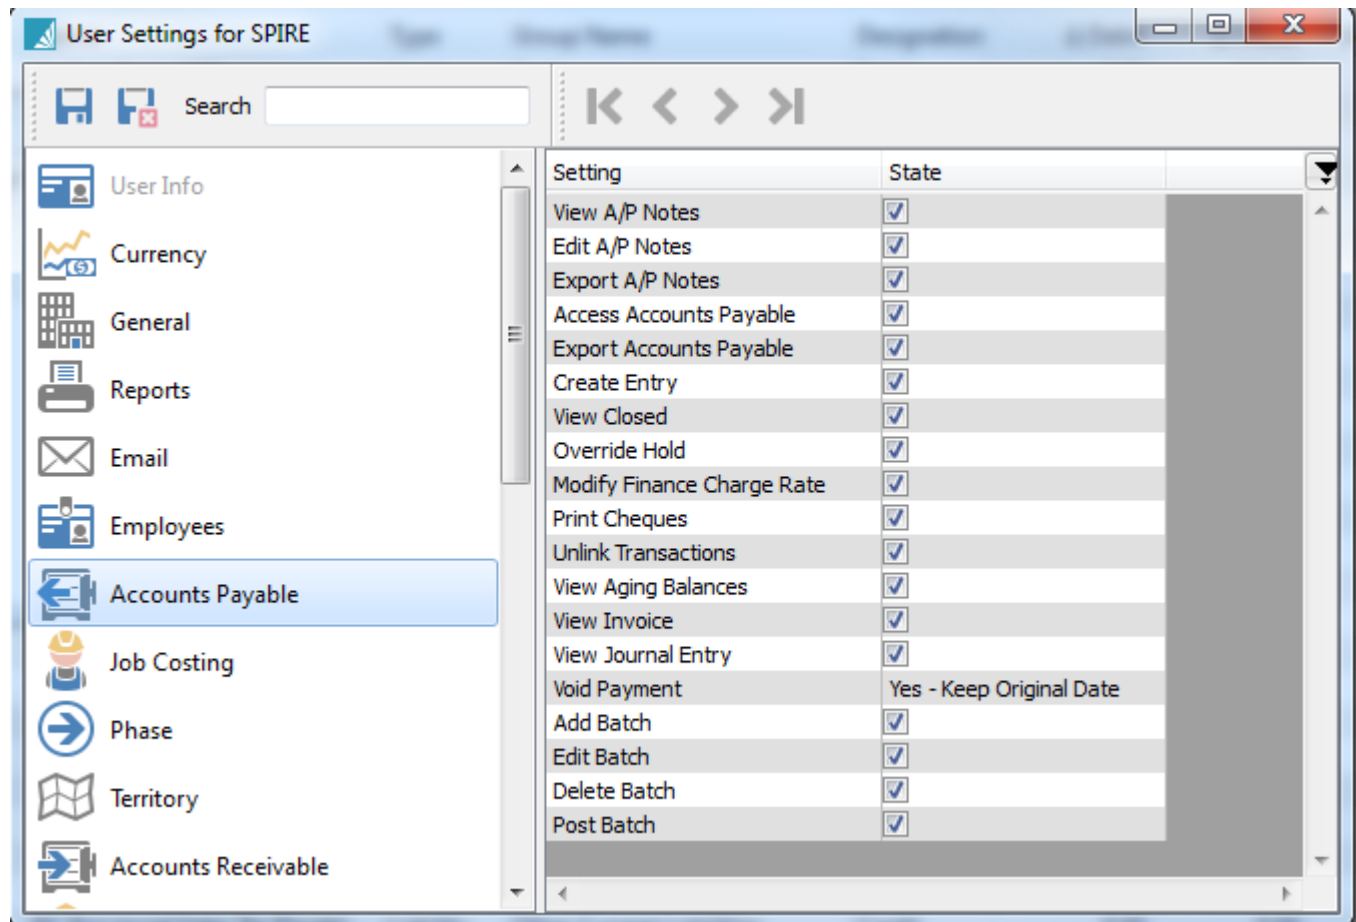 User Settings for SPIRE
Search
User Info
Currency
General
Reports
Email
Employees
Accounts Payable
Job Costing
Phase
Territory
Accounts Receivable
Setting State
View A/P Notes
Edit A/P Notes
Export A/P Notes
Access Accounts Payable
Export Accounts Payable
Create Entry
View Closed
Override Hold
Modify Finance Charge Rate
Print Cheques
Unlink Transactions
View Aging Balances
View Invoice
View Journal Entry
Void Payment Yes - Keep Original Date
Add Batch
Edit Batch
Delete Batch
Post Batch